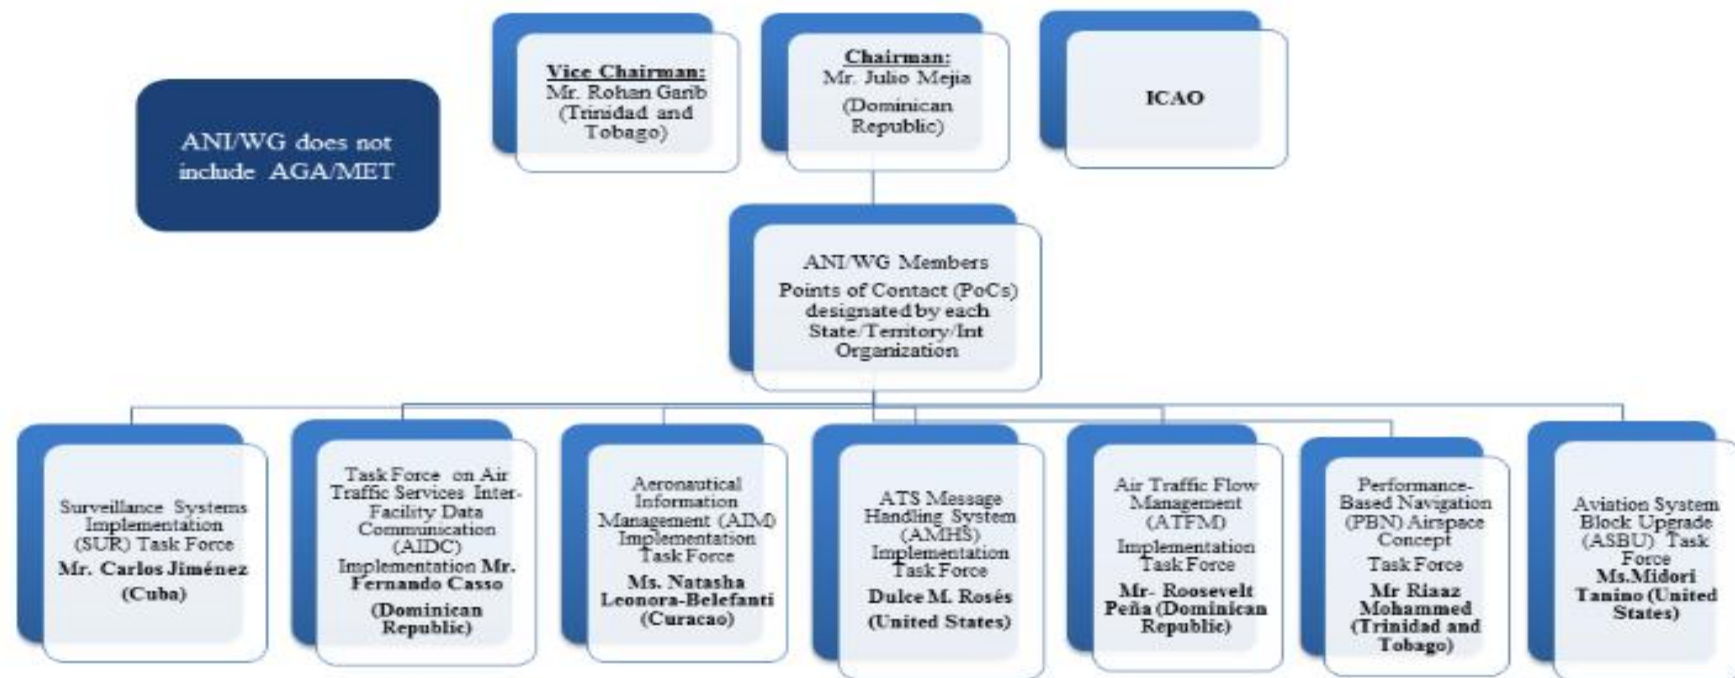 ANI/WG does not
include AGA/MET
Vice Chairman:
Mr. Rohan Garib
(Trinidad and
Tobago)
Chairman:
Mr. Julio Mejia
(Dominican
Republic)
ICAO
ANI/WG Members
Points of Contact (PoCs)
designated by each
State/Territory/Int
Organization
Surveillance Systems
Implementation
(SUR) Task Force
Mr. Carlos Jiménez
(Cuba)
Task Force on Air
Traffic Services Inter-
Facility Data
Communication
(AIDC)
Implementation Mr.
Fernando Casso
(Dominican
Republic)
Aeronautical
Information
Management (AIM)
Implementation
Task Force
Ms. Natasha
Leonora-Belefanti
(Curacao)
ATS Message
Handling System
(AMHS)
Implementation
Task Force
Dulce M. Rosés
(United States)
Air Traffic Flow
Management
(ATFM)
Implementation
Task Force
Mr- Roosevelt
Peña (Dominican
Republic)
Performance-
Based Navigation
(PBN) Airspace
Concept
Task Force
Mr Riaaz
Mohammed
(Trinidad and
Tobago)
Aviation System
Block Upgrade
(ASBU) Task
Force
Ms.Midori
Tanino (United
States)